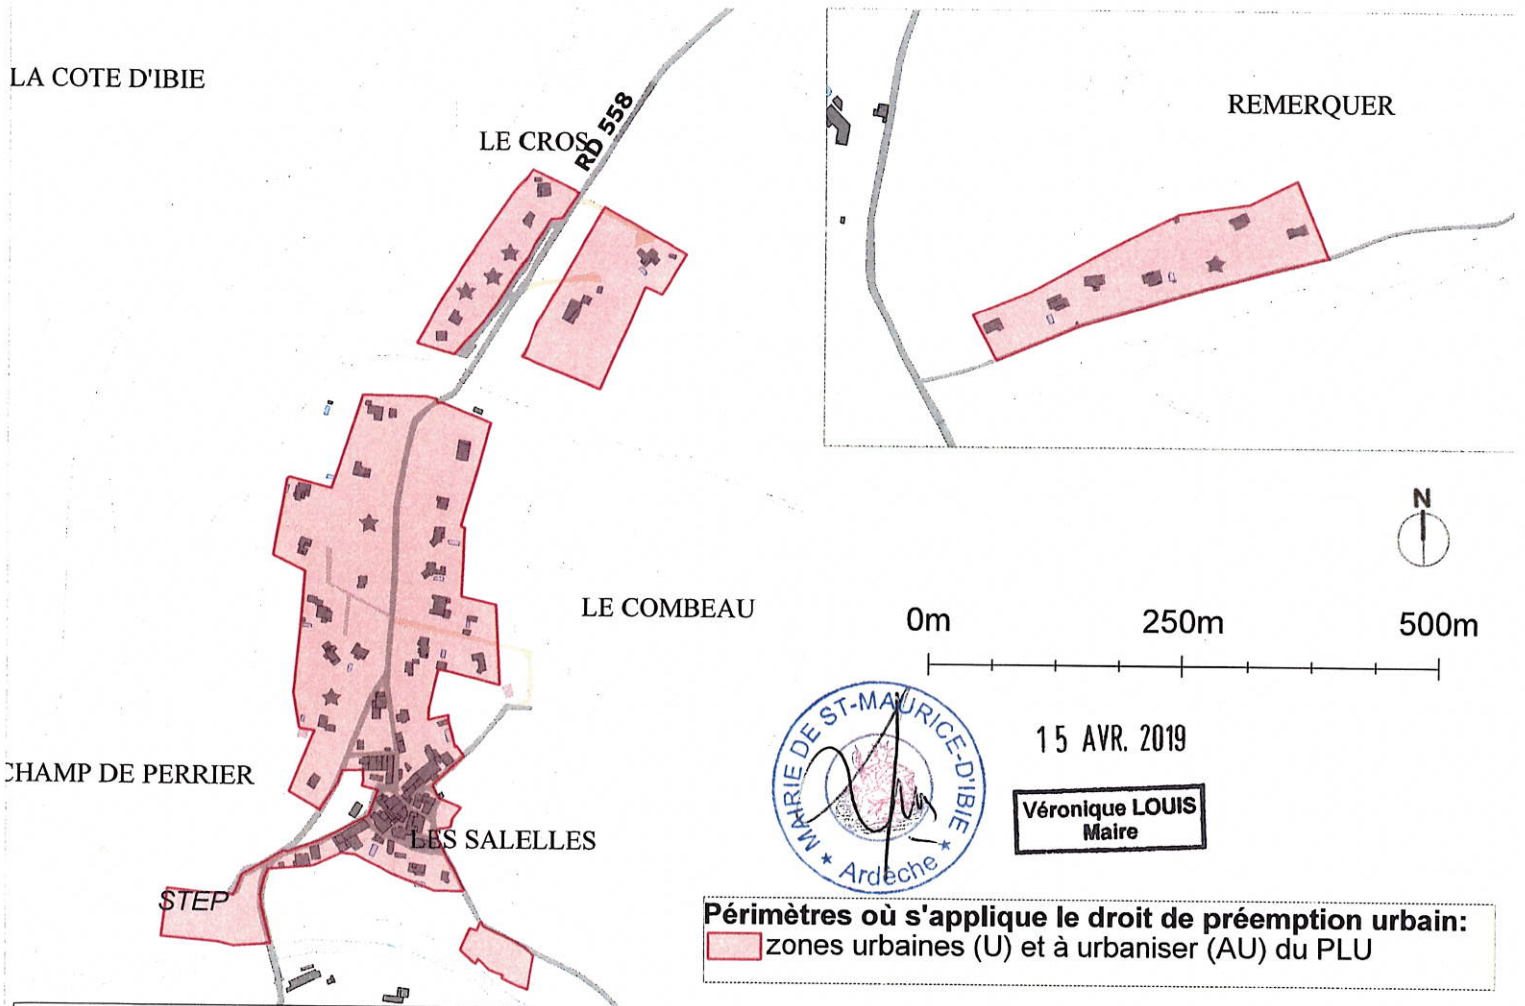 LA COTE D'IBIE
LE CROS
RD 558
REMERQUER
N
LE COMBEAU
0m 250m 500m
MAIRIE DE ST-MAURICE-D'IBIE
★ Ardèche ★
15 AVR. 2019
Véronique LOUIS
Maire
CHAMP DE PERRIER
LES SALELLES
STEP
Périmètres où s'applique le droit de préemption urbain:
zones urbaines (U) et à urbaniser (AU) du PLU